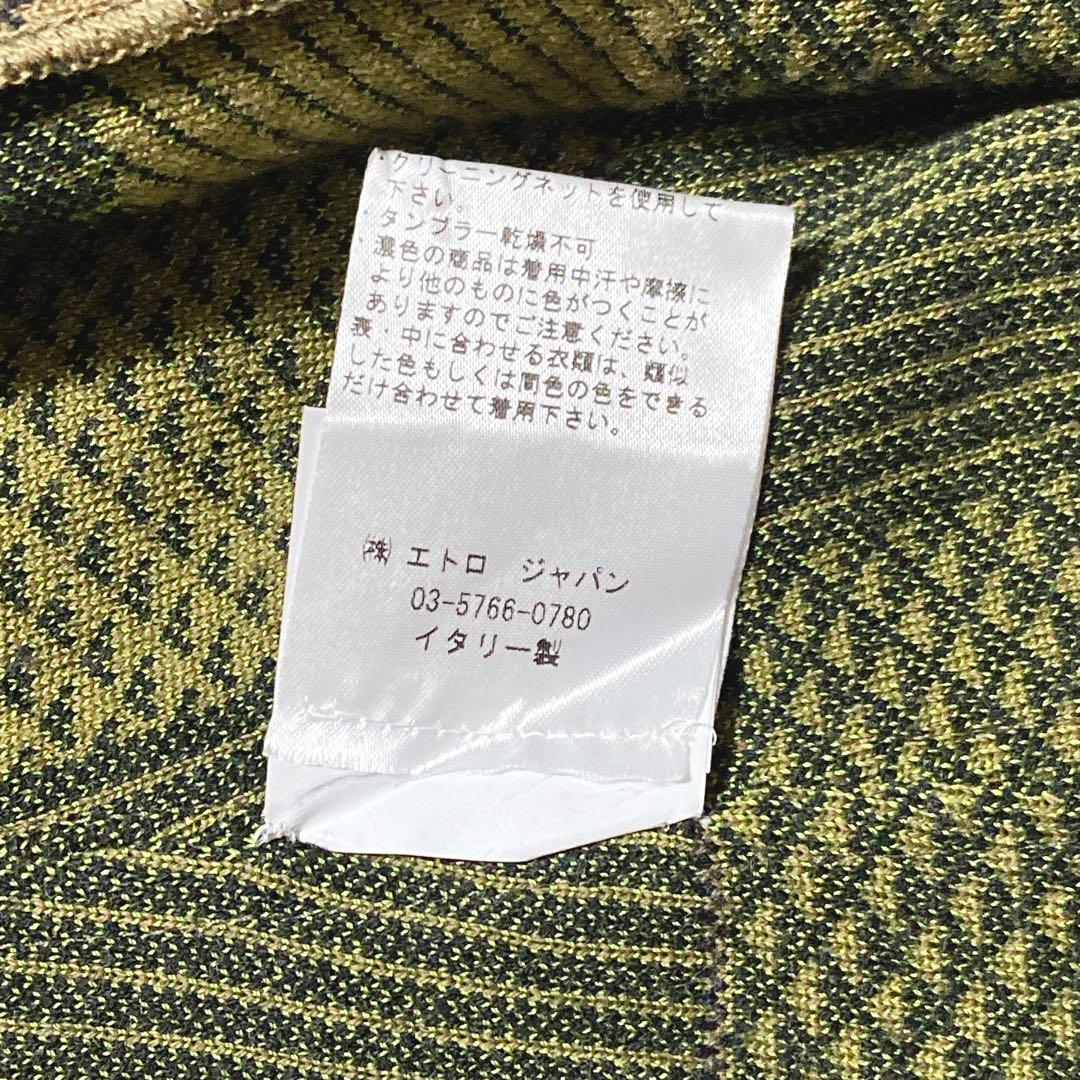 ・クリーニングネットを使用して
下さい。
・タンブラー乾燥不可
・濃色の商品は着用中汗や摩擦に
より他のものに色がつくことが
ありますのでご注意ください。
表・中に合わせる衣類は、類似
した色もしくは同色の色をできる
だけ合わせて着用下さい。
㈱ エトロ ジャパン
03-5766-0780
イタリー製